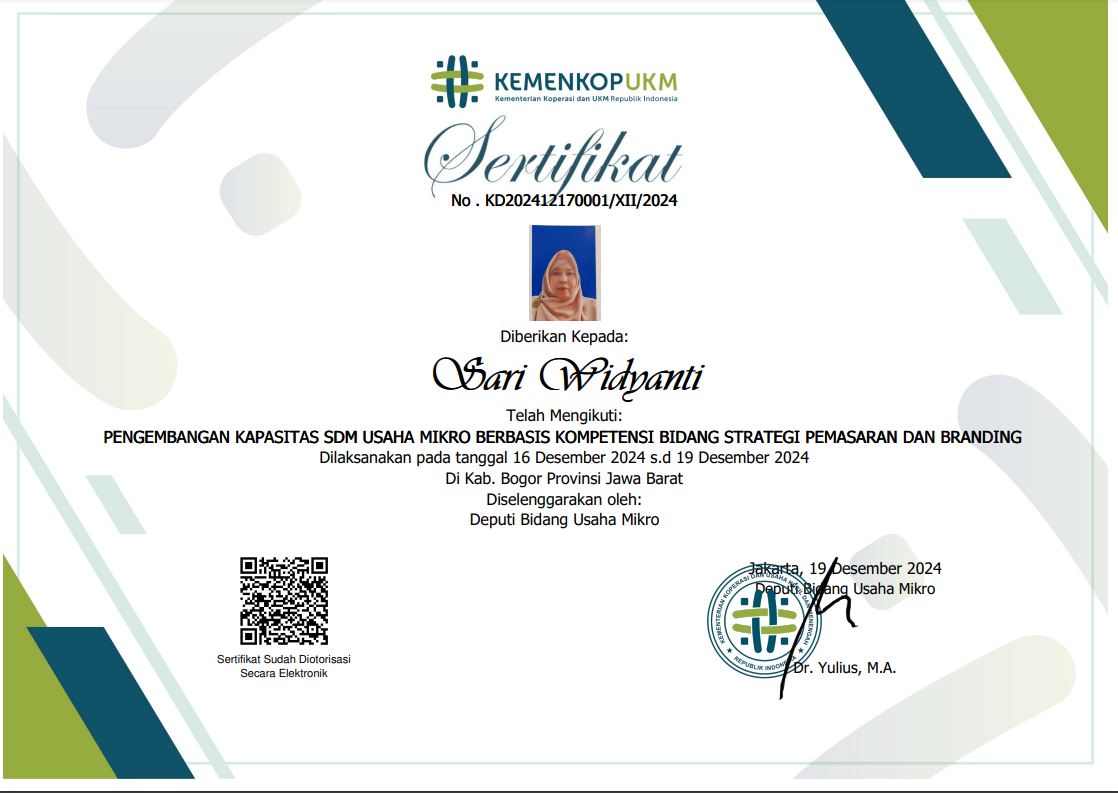 KEMENKOPUKM
Kementerian Koperasi dan UKM Republik Indonesia
Sertifikat
No . KD202412170001/XII/2024
Diberikan Kepada:
Sari Widyanti
Telah Mengikuti:
PENGEMBANGAN KAPASITAS SDM USAHA MIKRO BERBASIS KOMPETENSI BIDANG STRATEGI PEMASARAN DAN BRANDING
Dilaksanakan pada tanggal 16 Desember 2024 s.d 19 Desember 2024
Di Kab. Bogor Provinsi Jawa Barat
Diselenggarakan oleh:
Deputi Bidang Usaha Mikro
Sertifikat Sudah Diotorisasi
Secara Elektronik
Jakarta, 19 Desember 2024
Deputi Bidang Usaha Mikro
KEMENTERIAN KOPERASI DAN USAHA KECIL DAN MENENGAH
REPUBLIK INDONESIA
Dr. Yulius, M.A.